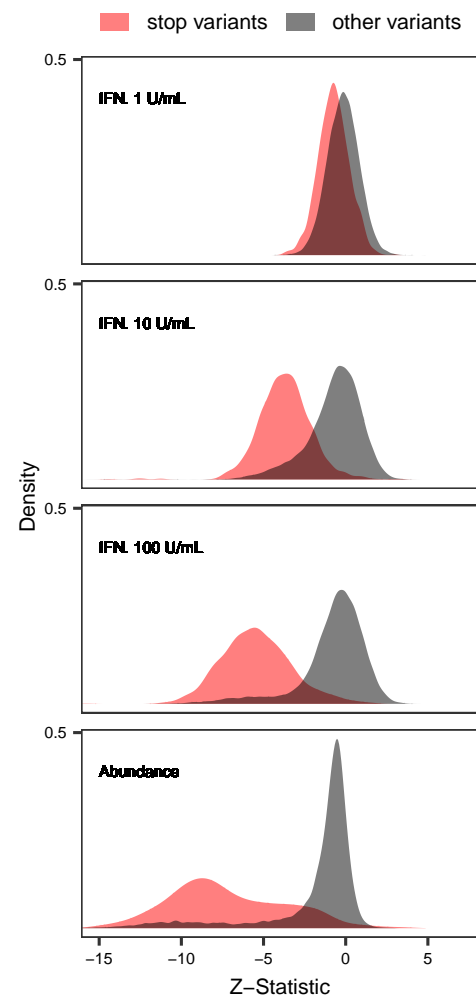 stop variants other variants
0.5
IFN. 1 U/mL
0.5
IFN. 10 U/mL
0.5
IFN. 100 U/mL
0.5
Abundance
Density
−15 −10 −5 0 5
Z−Statistic